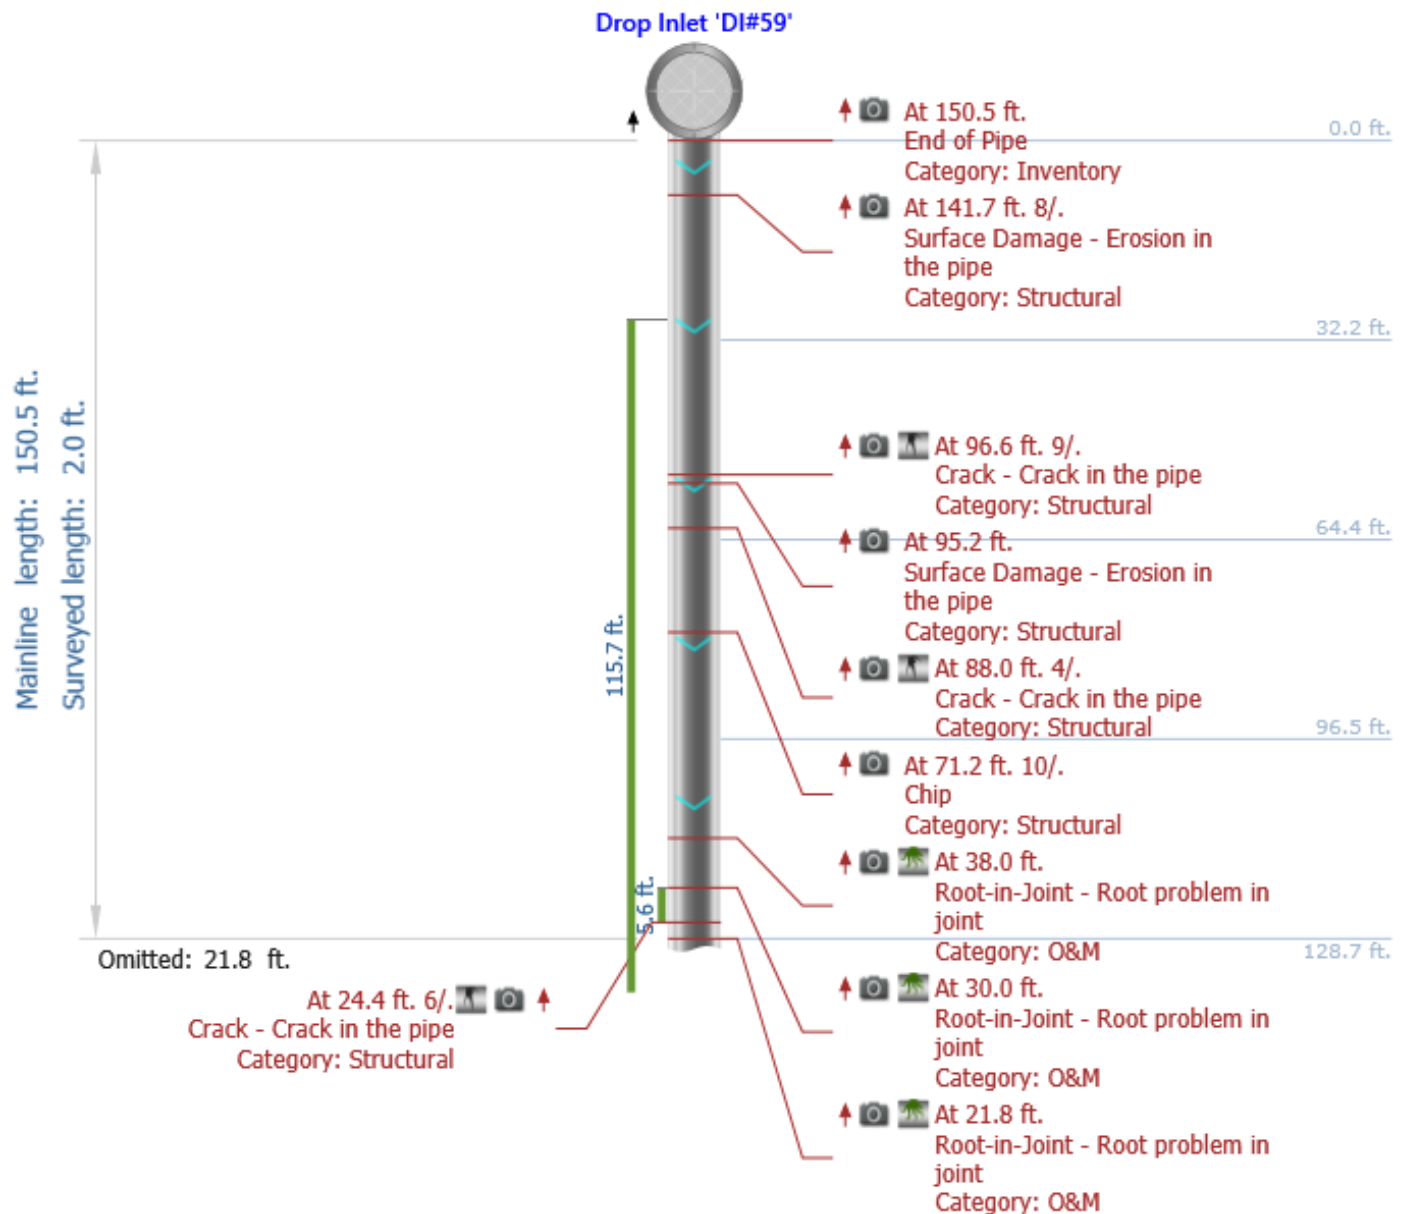 Drop Inlet 'DI#59'
At 150.5 ft.
End of Pipe
Category: Inventory
0.0 ft.
At 141.7 ft. 8/.
Surface Damage - Erosion in
the pipe
Category: Structural
32.2 ft.
Mainline length: 150.5 ft.
Surveyed length: 2.0 ft.
At 96.6 ft. 9/.
Crack - Crack in the pipe
Category: Structural
64.4 ft.
At 95.2 ft.
Surface Damage - Erosion in
the pipe
Category: Structural
115.7 ft.
At 88.0 ft. 4/.
Crack - Crack in the pipe
Category: Structural
96.5 ft.
At 71.2 ft. 10/.
Chip
Category: Structural
At 38.0 ft.
Root-in-Joint - Root problem in
joint
Category: O&M
5.6 ft.
128.7 ft.
Omitted: 21.8 ft.
At 24.4 ft. 6/.
Crack - Crack in the pipe
Category: Structural
At 30.0 ft.
Root-in-Joint - Root problem in
joint
Category: O&M
At 21.8 ft.
Root-in-Joint - Root problem in
joint
Category: O&M